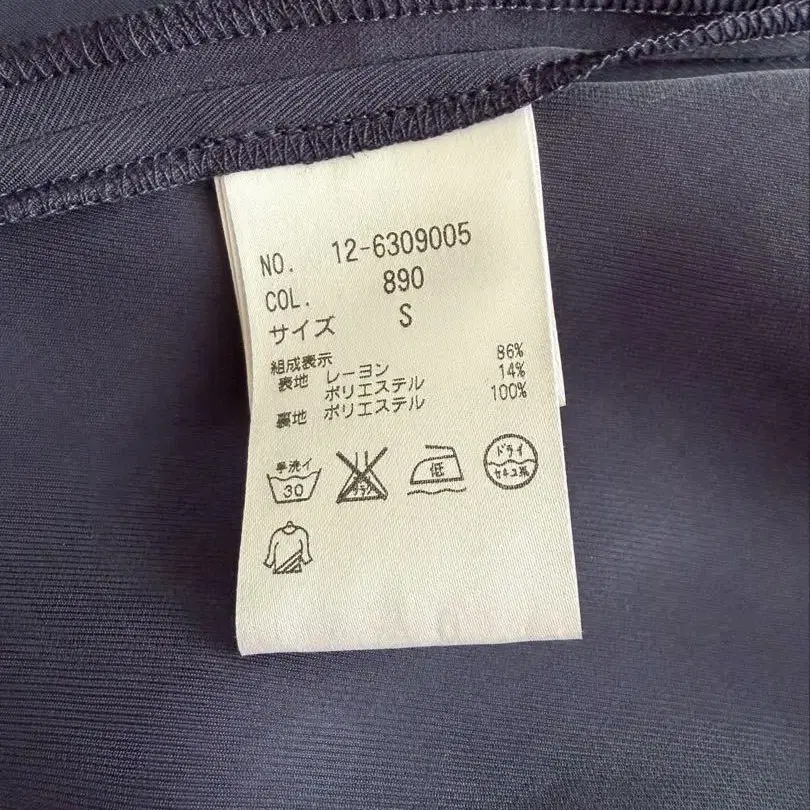 NO. 12-6309005
COL. 890
サイズ S
組成表示
表地 レーヨン 86%
ポリエステル 14%
裏地 ポリエステル 100%
手洗イ 30 低 ドライ セキユ系